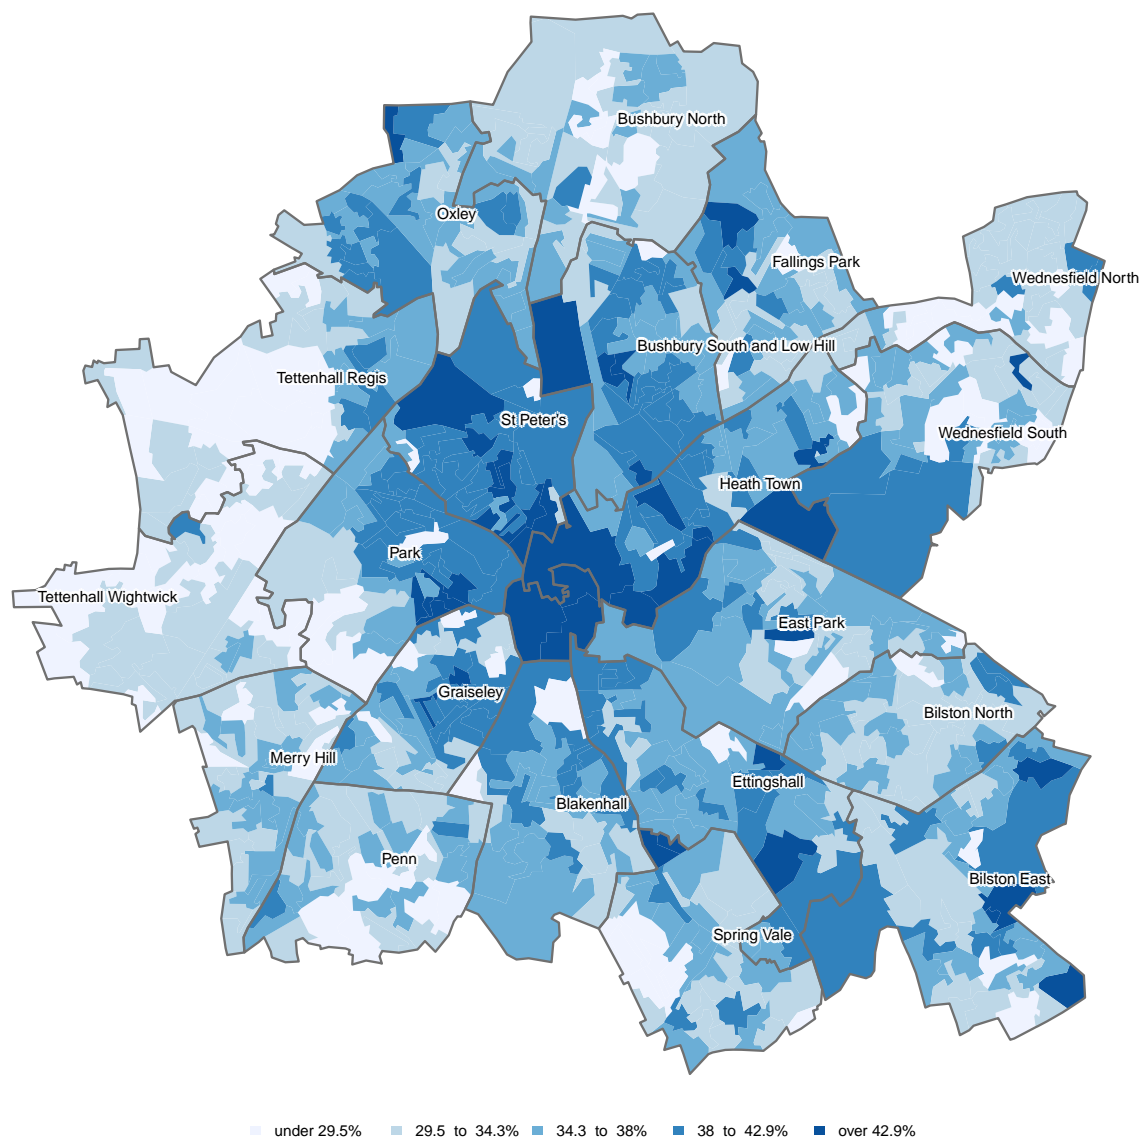 Bushbury North
Oxley
Fallings Park
Wednesfield North
Bushbury South and Low Hill
Tettenhall Regis
St Peter's
Wednesfield South
Heath Town
Park
Tettenhall Wightwick
East Park
Graiseley
Bilston North
Merry Hill
Ettingshall
Blakenhall
Penn
Bilston East
Spring Vale
under 29.5% 29.5 to 34.3% 34.3 to 38% 38 to 42.9% over 42.9%